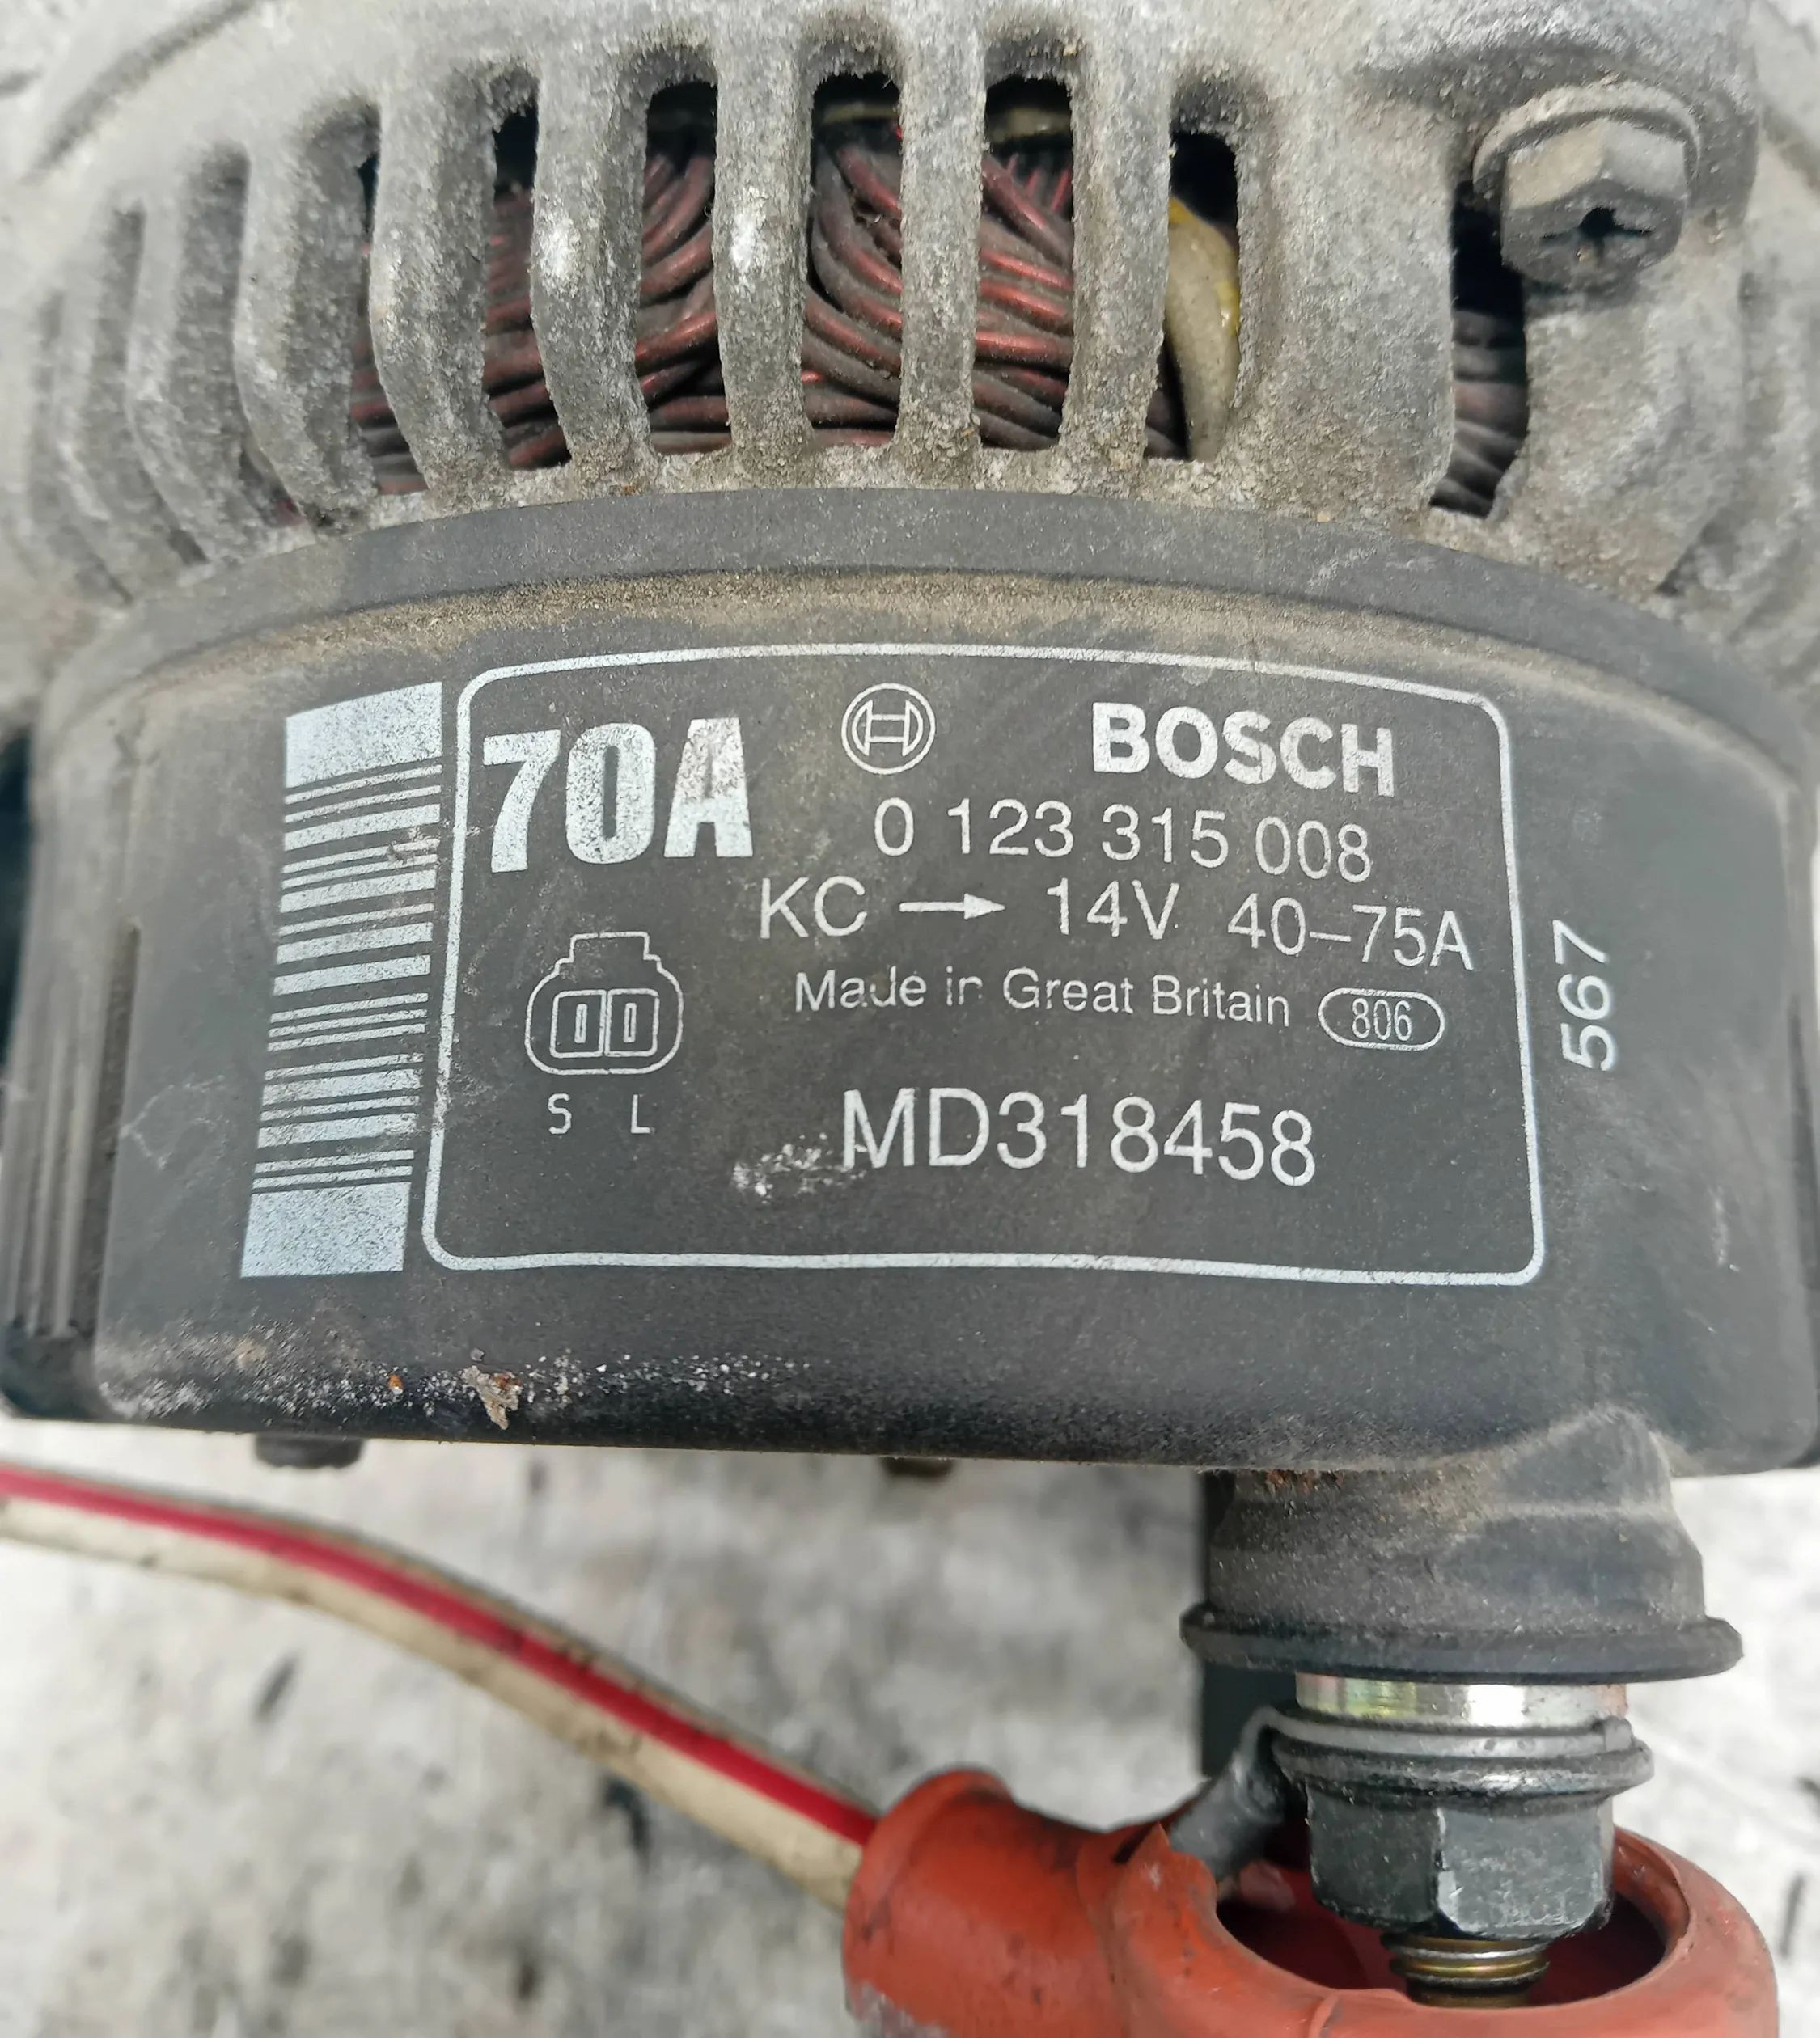 70A BOSCH
0 123 315 008
KC → 14V 40–75A
Made in Great Britain 806
S L
MD318458
567